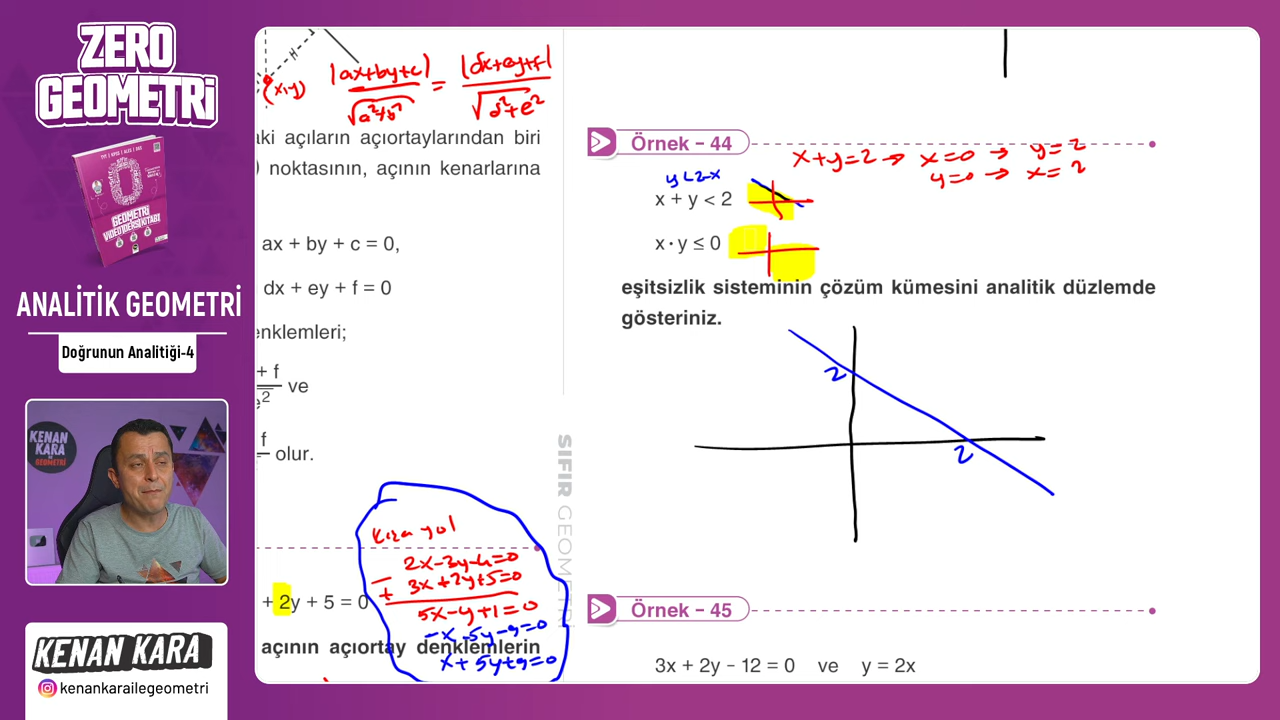 ZERO
GEOMETRİ
GEOMETRİ
VİDEO DERS KİTABI
ANALİTİK GEOMETRİ
Doğrunun Analitiği-4
KENAN
KARA
GEOMETRİ
KENAN KARA
kenankarailegeometri
H
(x,y)
|ax+by+c| / √a²+b² = |dx+ey+f| / √d²+e²
aki açıların açıortaylarından biri
) noktasının, açının kenarlarına
ax + by + c = 0,
dx + ey + f = 0
enklemleri;
+ f
e² ve
f
olur.
Kısa yol
2x-3y-4=0
3x+2y+5=0
5x-y+1=0
-x-5y-9=0
x+5y+9=0
+ 2y + 5 = 0
açının açıortay denklemlerin
SIFIR GEOMETRİ
Örnek – 44
x+y=2 → x=0 → y=2
y=0 → x=2
y<2-x
x + y < 2
x · y ≤ 0
eşitsizlik sisteminin çözüm kümesini analitik düzlemde
gösteriniz.
2
2
Örnek – 45
3x + 2y - 12 = 0 ve y = 2x